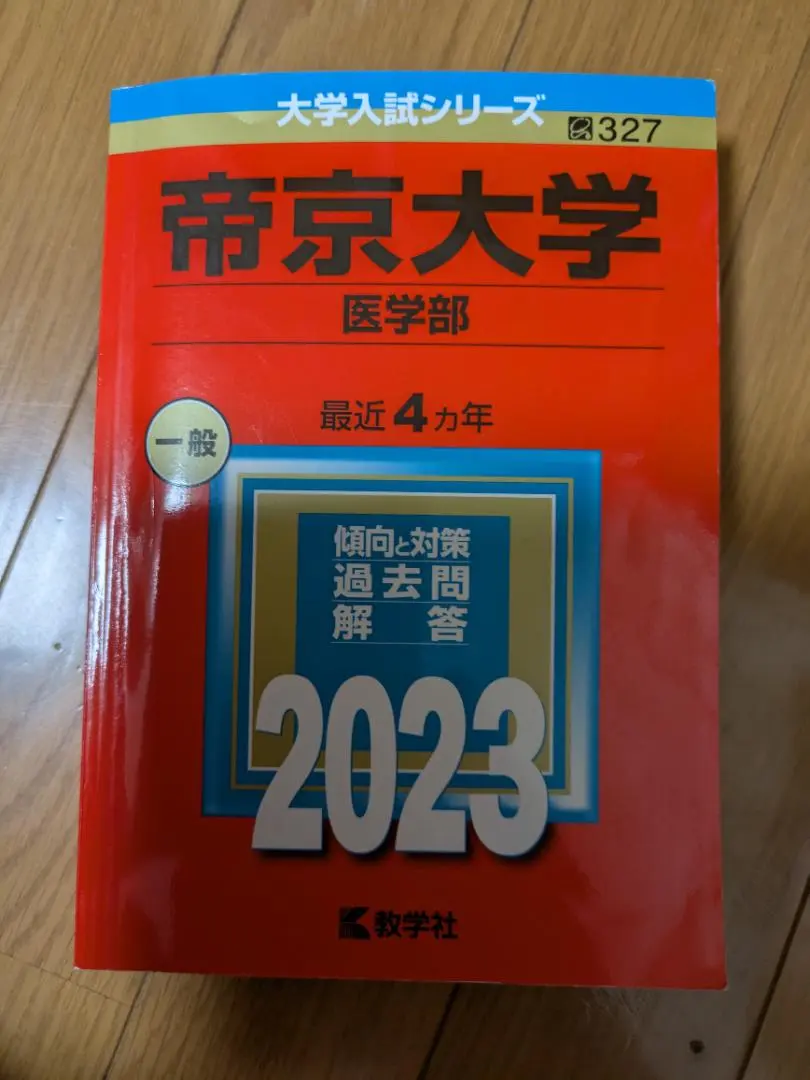 大学入試シリーズ
327
帝京大学
医学部
最近4ヵ年
一般
傾向と対策
過去問
解答
2023
教学社